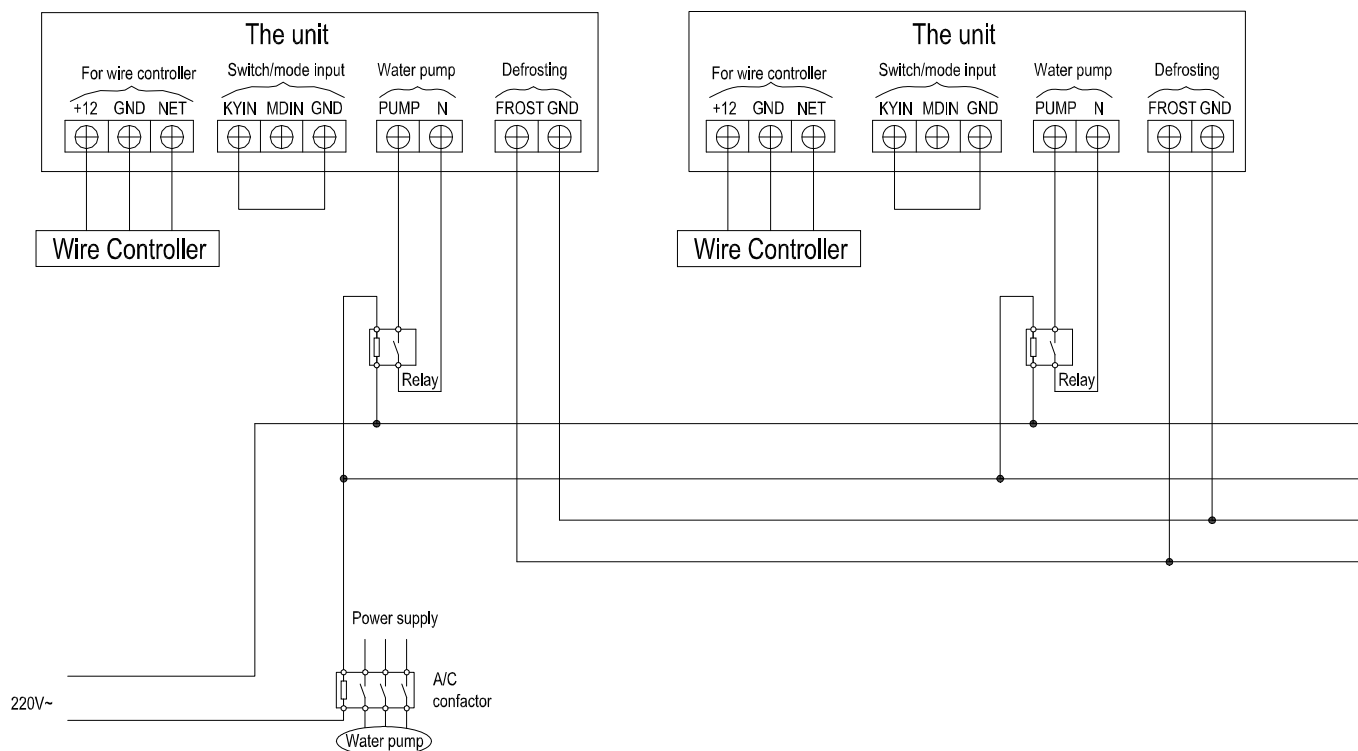 The unit
For wire controller Switch/mode input Water pump Defrosting
+12 GND NET KYIN MDIN GND PUMP N FROST GND
Wire Controller
Relay
The unit
For wire controller Switch/mode input Water pump Defrosting
+12 GND NET KYIN MDIN GND PUMP N FROST GND
Wire Controller
Relay
Power supply
A/C
confactor
220V~
Water pump